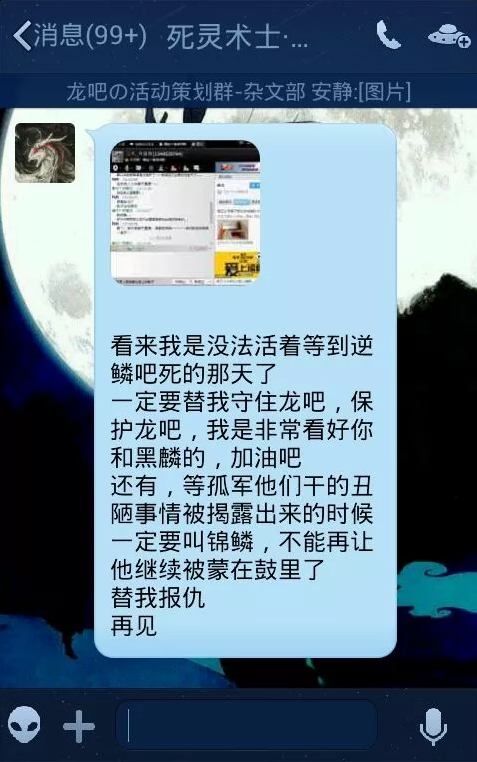 消息(99+) 死灵术士·...
龙吧の活动策划群-杂文部 安静:[图片]
看来我是没法活着等到逆
鳞吧死的那天了
一定要替我守住龙吧，保
护龙吧，我是非常看好你
和黑麟的，加油吧
还有，等孤军他们干的丑
陋事情被揭露出来的时候
一定要叫锦鳞，不能再让
他继续被蒙在鼓里了
替我报仇
再见